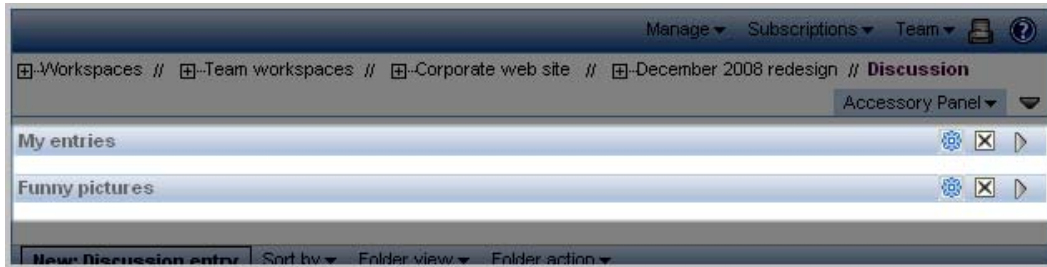 Manage Subscriptions Team
Workspaces // Team workspaces // Corporate web site // December 2008 redesign // Discussion
Accessory Panel
My entries
Funny pictures
New: Discussion entry Sort by Folder view Folder action